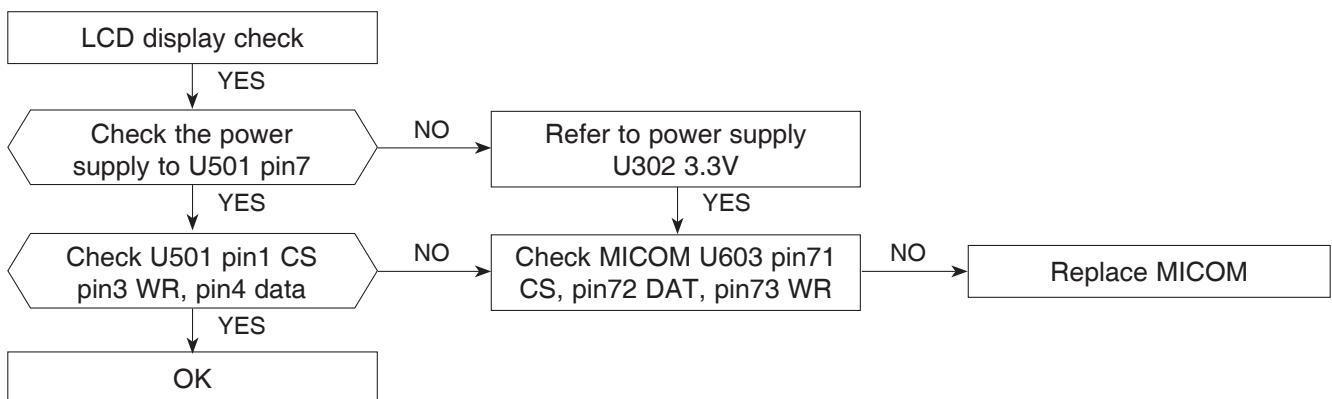 LCD display check
YES
Check the power
supply to U501 pin7
NO
Refer to power supply
U302 3.3V
YES
YES
Check U501 pin1 CS
pin3 WR, pin4 data
NO
Check MICOM U603 pin71
CS, pin72 DAT, pin73 WR
NO
Replace MICOM
YES
OK